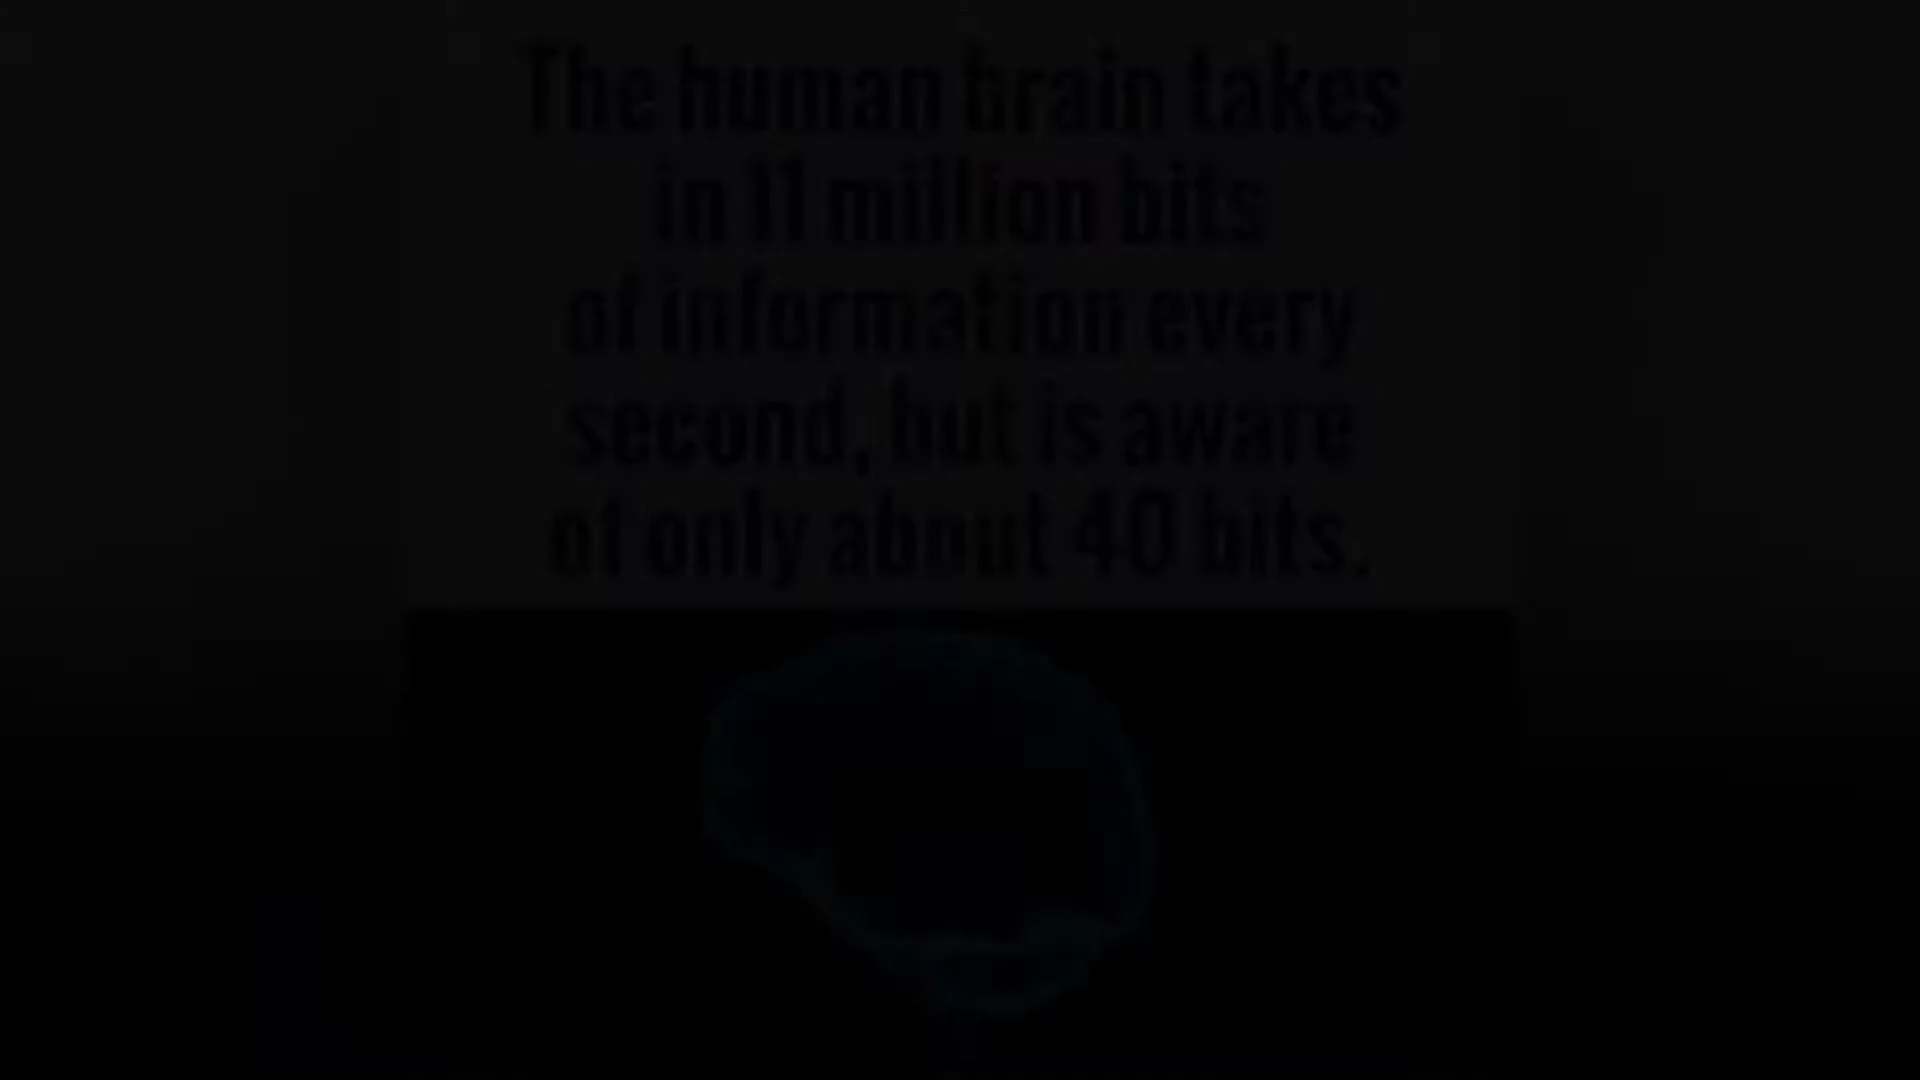 The human brain takes
in 11 million bits
of information every
second, but is aware
of only about 40 bits.